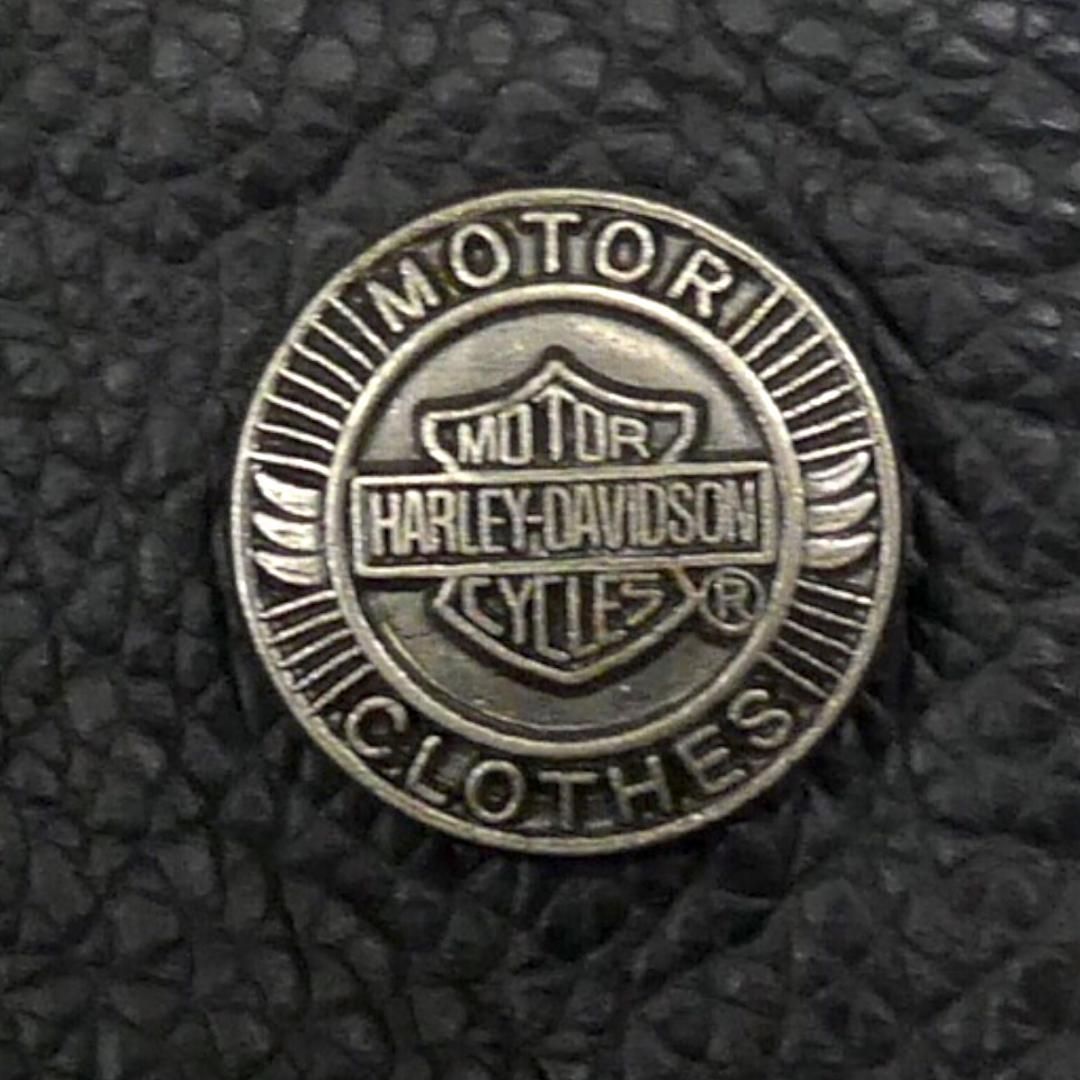 MOTOR
MOTOR
HARLEY-DAVIDSON
CYCLES ®
CLOTHES